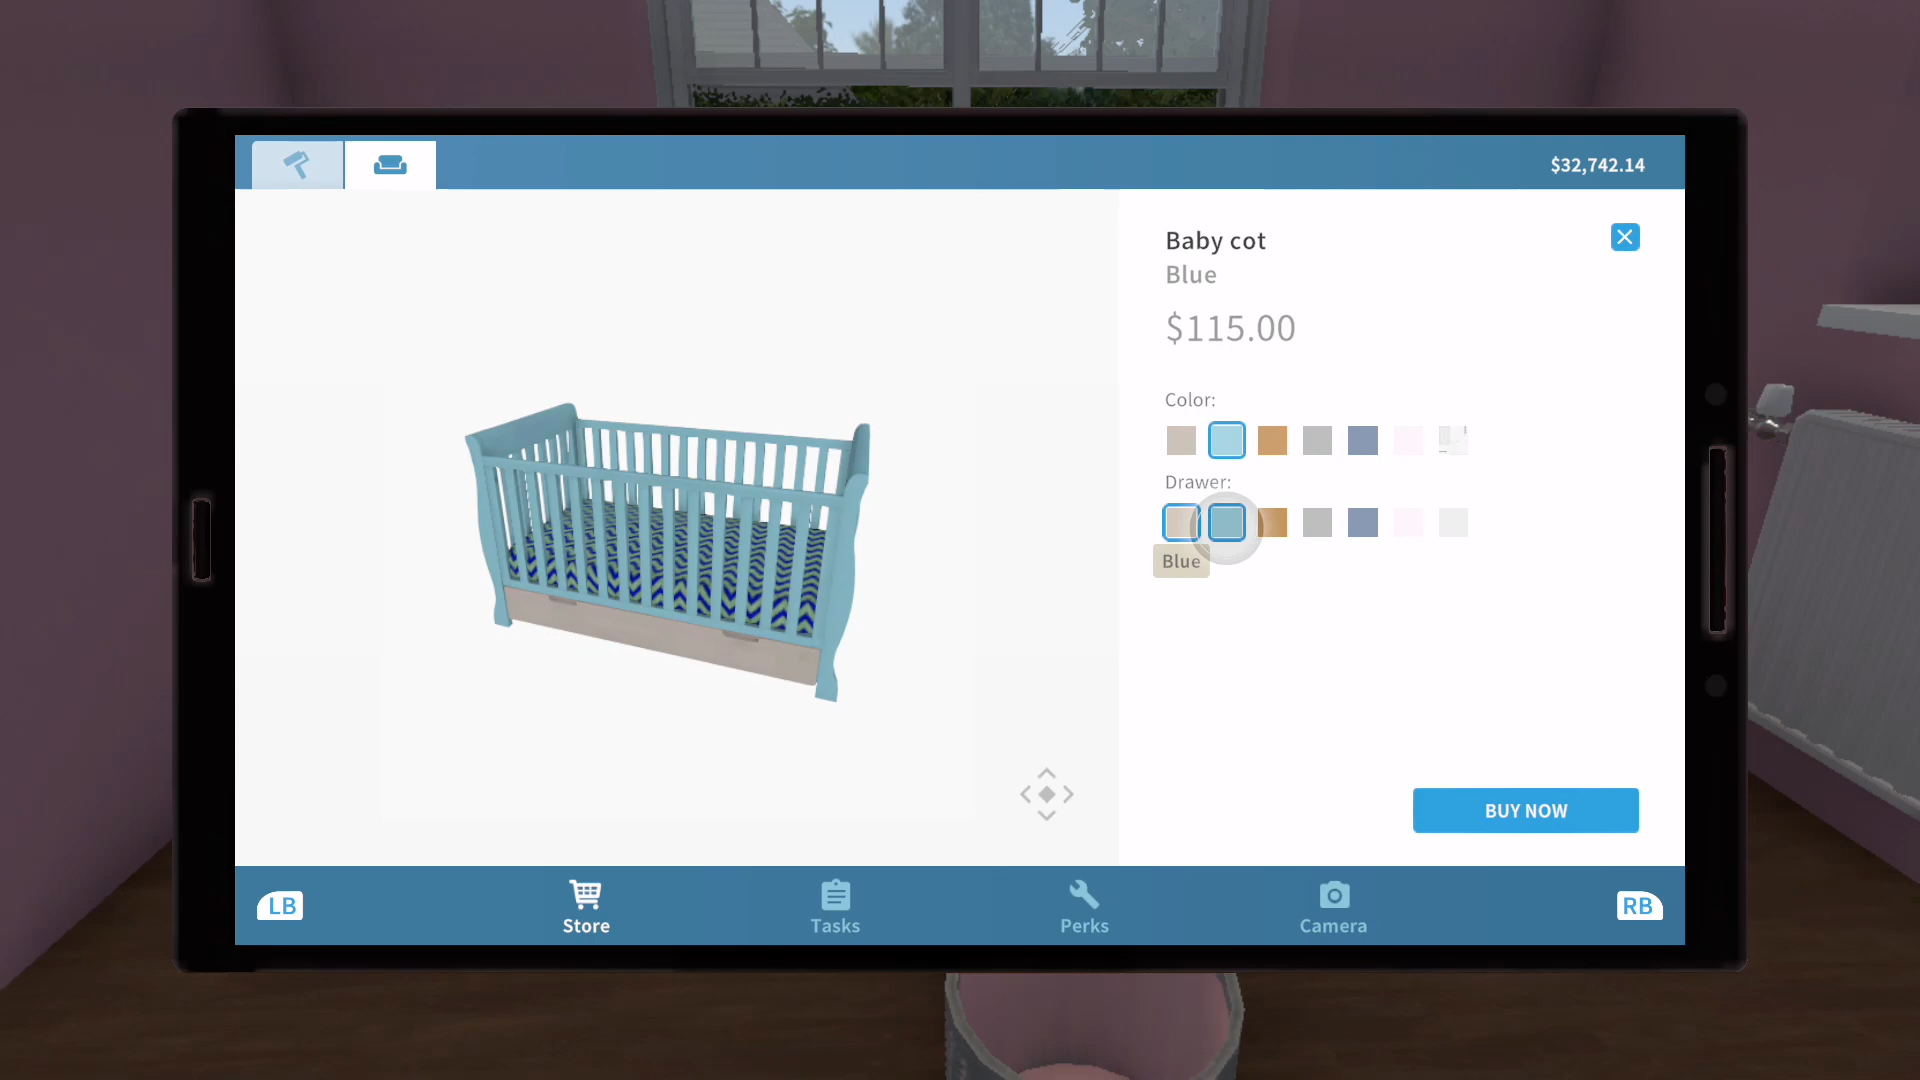 $32,742.14
Baby cot
Blue
$115.00
Color:
Drawer:
Blue
BUY NOW
LB
Store
Tasks
Perks
Camera
RB